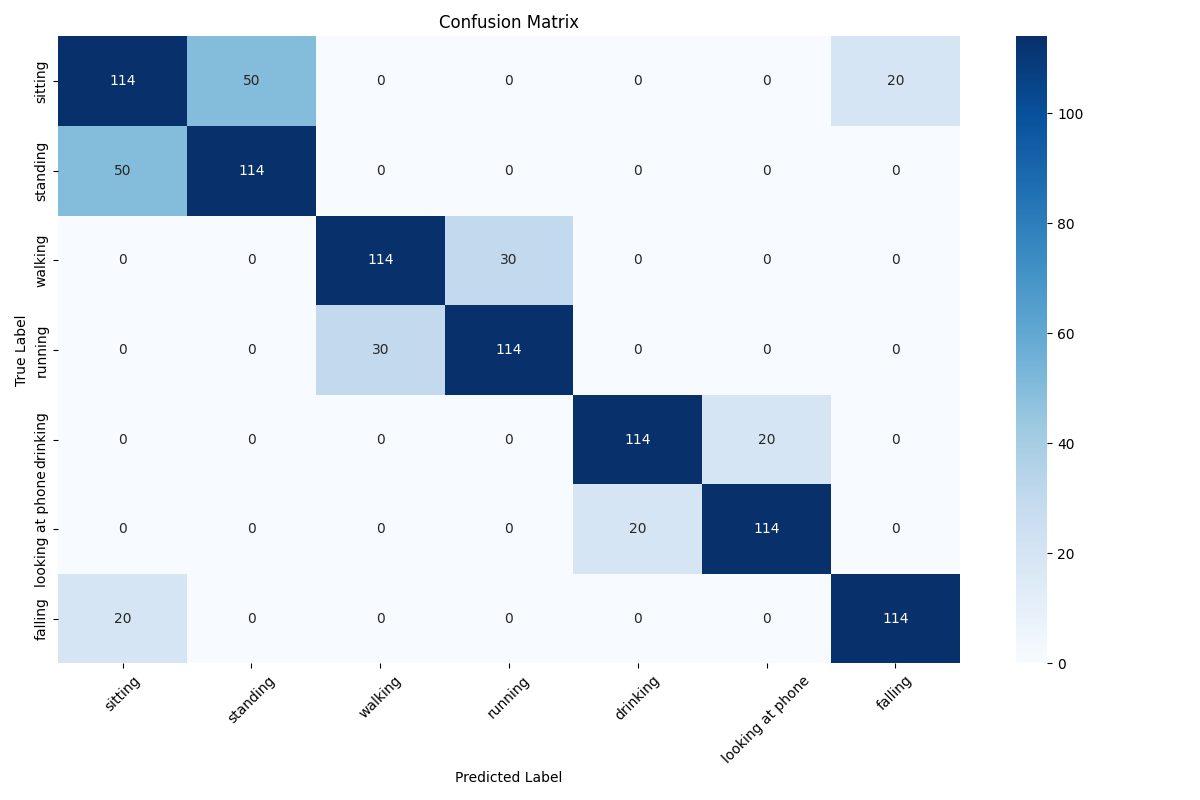 Confusion Matrix
True Label
sitting 114 50 0 0 0 0 20
standing 50 114 0 0 0 0 0
walking 0 0 114 30 0 0 0
running 0 0 30 114 0 0 0
drinking 0 0 0 0 114 20 0
looking at phone 0 0 0 0 20 114 0
falling 20 0 0 0 0 0 114
sitting standing walking running drinking looking at phone falling
Predicted Label
100
80
60
40
20
0